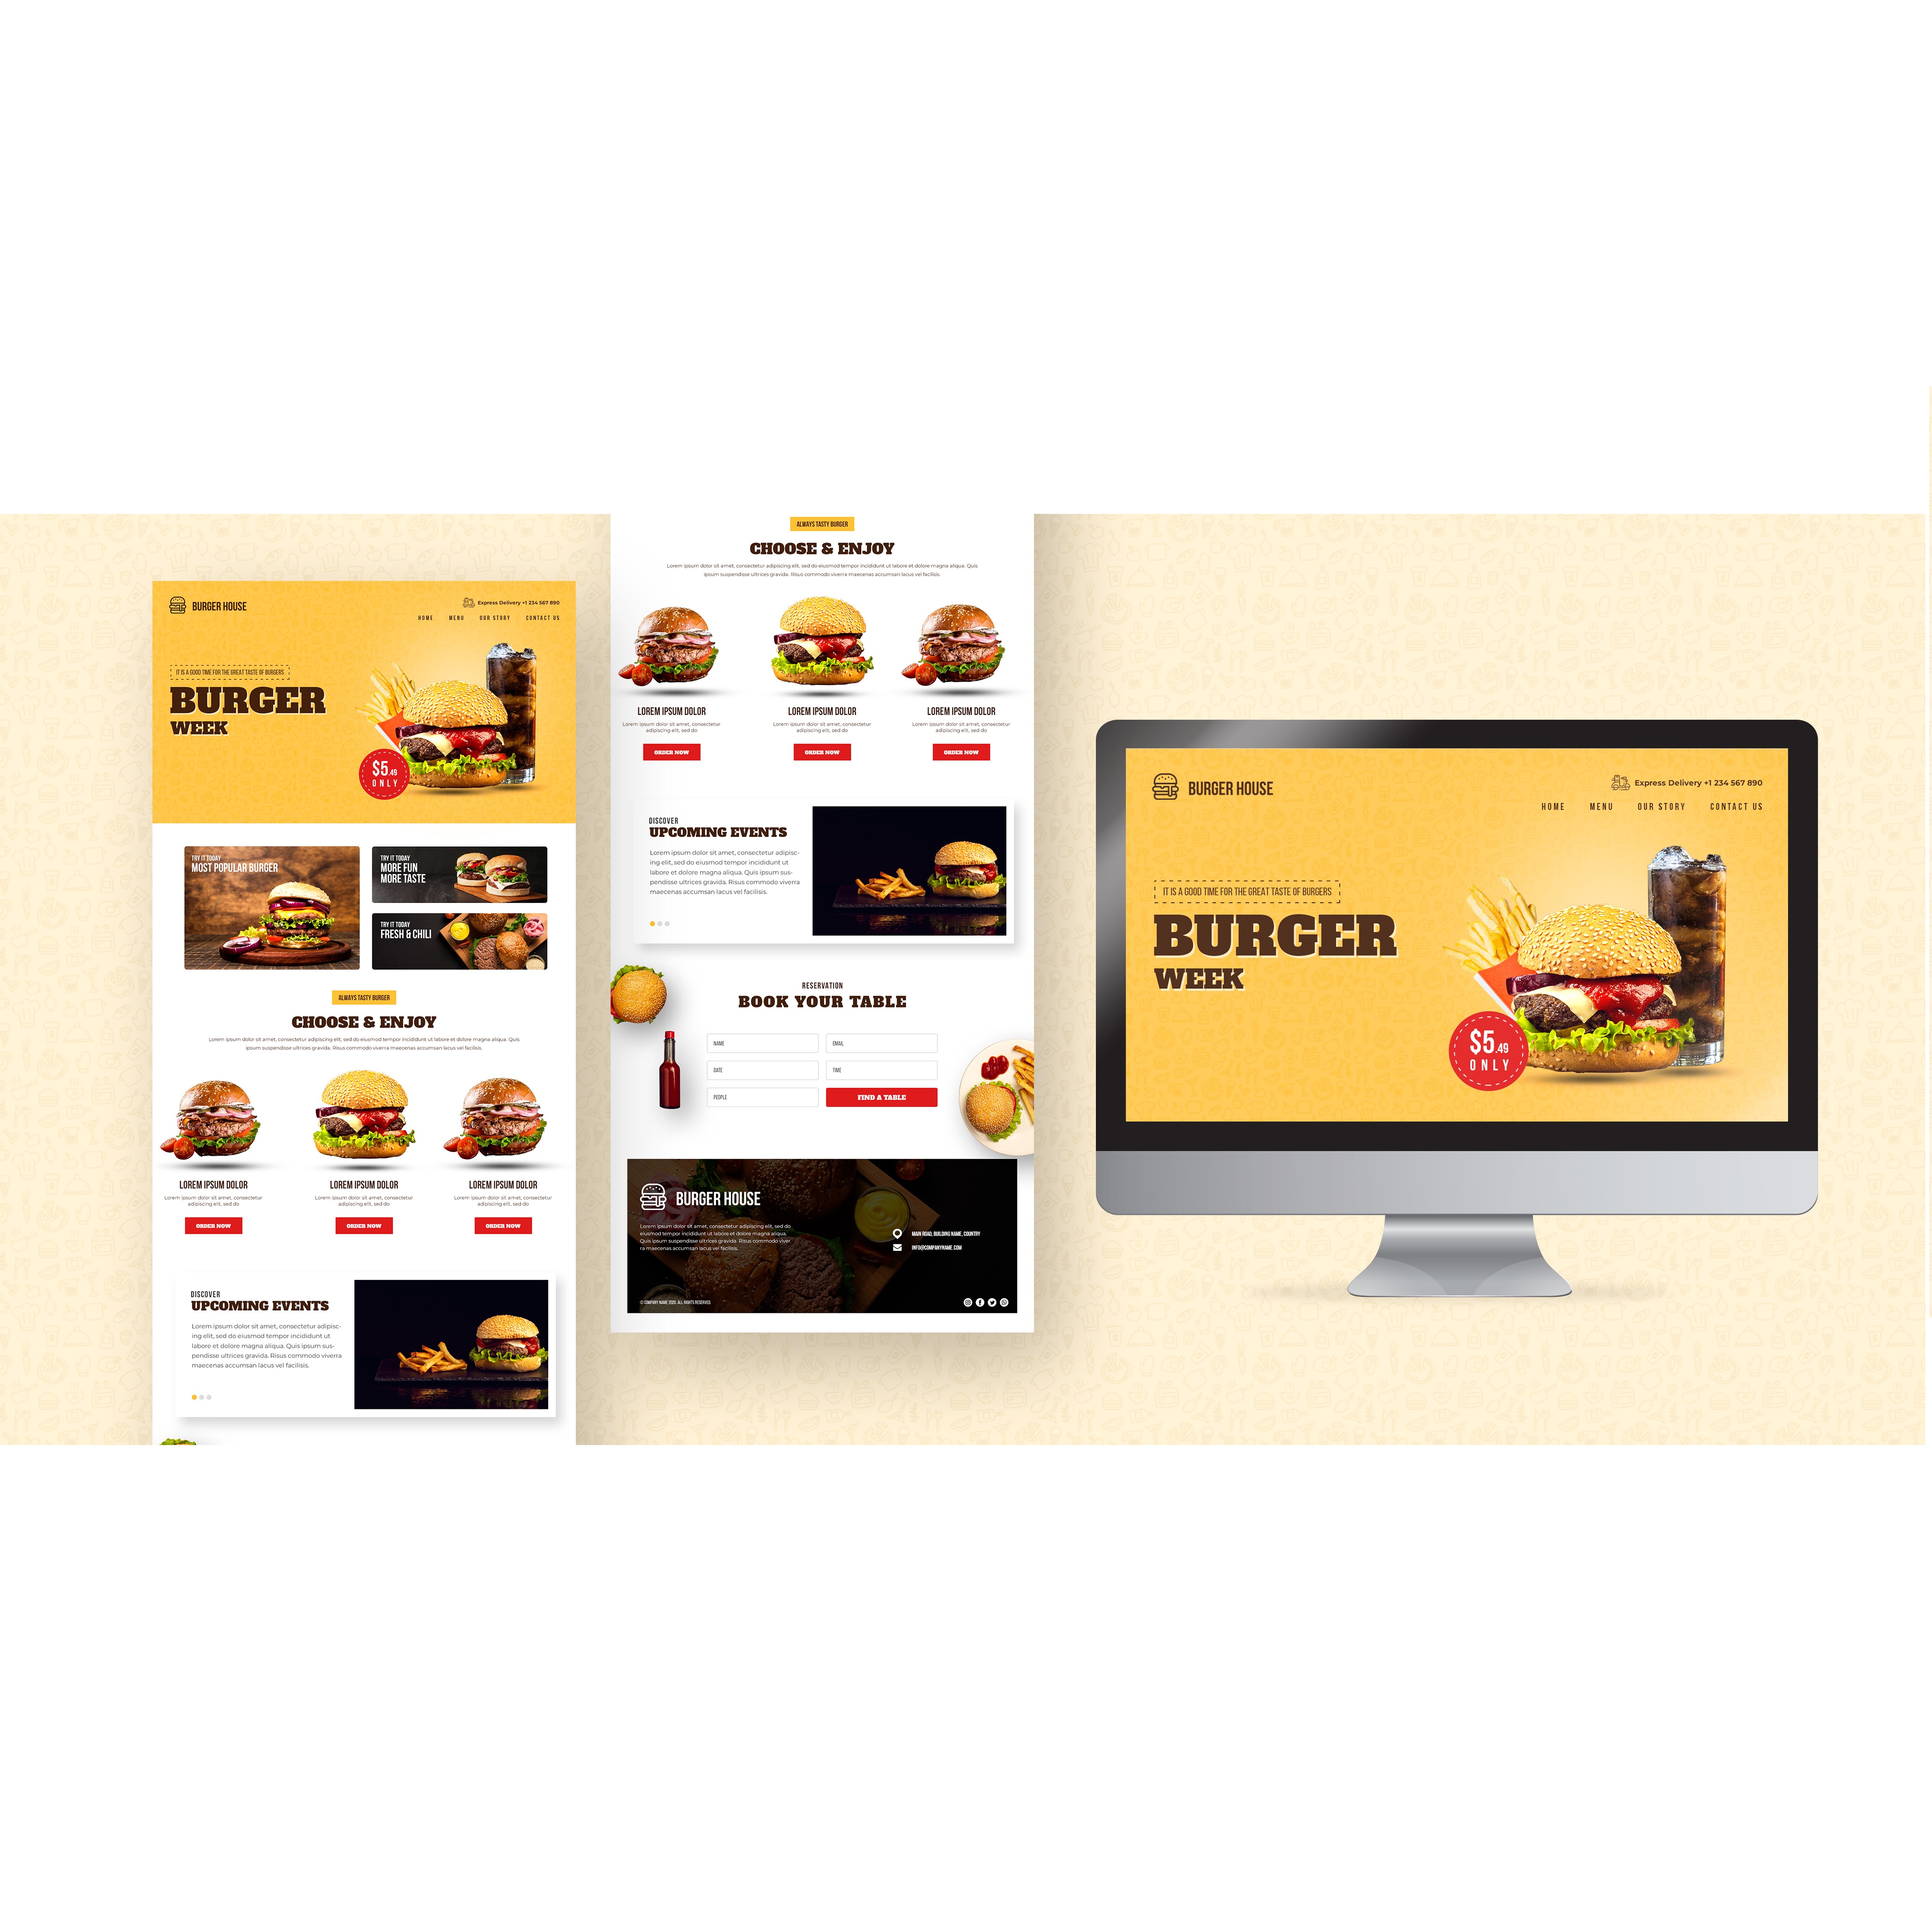 BURGER HOUSE
Express Delivery +1 234 567 890
HOME MENU OUR STORY CONTACT US
IT IS A GOOD TIME FOR THE GREAT TASTE OF BURGERS
BURGER
WEEK
$5.49
ONLY
TRY IT TODAY
MOST POPULAR BURGER
TRY IT TODAY
MORE FUN
MORE TASTE
TRY IT TODAY
FRESH & CHILI
ALWAYS TASTY BURGER
CHOOSE & ENJOY
Lorem ipsum dolor sit amet, consectetur adipiscing elit, sed do eiusmod tempor incididunt ut labore et dolore magna aliqua. Quis
ipsum suspendisse ultrices gravida. Risus commodo viverra maecenas accumsan lacus vel facilisis.
LOREM IPSUM DOLOR
Lorem ipsum dolor sit amet, consectetur
adipiscing elit, sed do
ORDER NOW
LOREM IPSUM DOLOR
Lorem ipsum dolor sit amet, consectetur
adipiscing elit, sed do
ORDER NOW
LOREM IPSUM DOLOR
Lorem ipsum dolor sit amet, consectetur
adipiscing elit, sed do
ORDER NOW
DISCOVER
UPCOMING EVENTS
Lorem ipsum dolor sit amet, consectetur adipisc-
ing elit, sed do eiusmod tempor incididunt ut
labore et dolore magna aliqua. Quis ipsum sus-
pendisse ultrices gravida. Risus commodo viverra
maecenas accumsan lacus vel facilisis.
ALWAYS TASTY BURGER
CHOOSE & ENJOY
Lorem ipsum dolor sit amet, consectetur adipiscing elit, sed do eiusmod tempor incididunt ut labore et dolore magna aliqua. Quis
ipsum suspendisse ultrices gravida. Risus commodo viverra maecenas accumsan lacus vel facilisis.
LOREM IPSUM DOLOR
Lorem ipsum dolor sit amet, consectetur
adipiscing elit, sed do
ORDER NOW
LOREM IPSUM DOLOR
Lorem ipsum dolor sit amet, consectetur
adipiscing elit, sed do
ORDER NOW
LOREM IPSUM DOLOR
Lorem ipsum dolor sit amet, consectetur
adipiscing elit, sed do
ORDER NOW
DISCOVER
UPCOMING EVENTS
Lorem ipsum dolor sit amet, consectetur adipisc-
ing elit, sed do eiusmod tempor incididunt ut
labore et dolore magna aliqua. Quis ipsum sus-
pendisse ultrices gravida. Risus commodo viverra
maecenas accumsan lacus vel facilisis.
RESERVATION
BOOK YOUR TABLE
NAME
EMAIL
DATE
TIME
PEOPLE
FIND A TABLE
BURGER HOUSE
Lorem ipsum dolor sit amet, consectetur adipiscing elit, sed do
eiusmod tempor incididunt ut labore et dolore magna aliqua.
Quis ipsum suspendisse ultrices gravida. Risus commodo viver
ra maecenas accumsan lacus vel facilisis.
MAIN ROAD, BUILDING NAME, COUNTRY
INFO@COMPANYNAME.COM
© COMPANY NAME 2020. ALL RIGHTS RESERVED.
BURGER HOUSE
Express Delivery +1 234 567 890
HOME MENU OUR STORY CONTACT US
IT IS A GOOD TIME FOR THE GREAT TASTE OF BURGERS
BURGER
WEEK
$5.49
ONLY